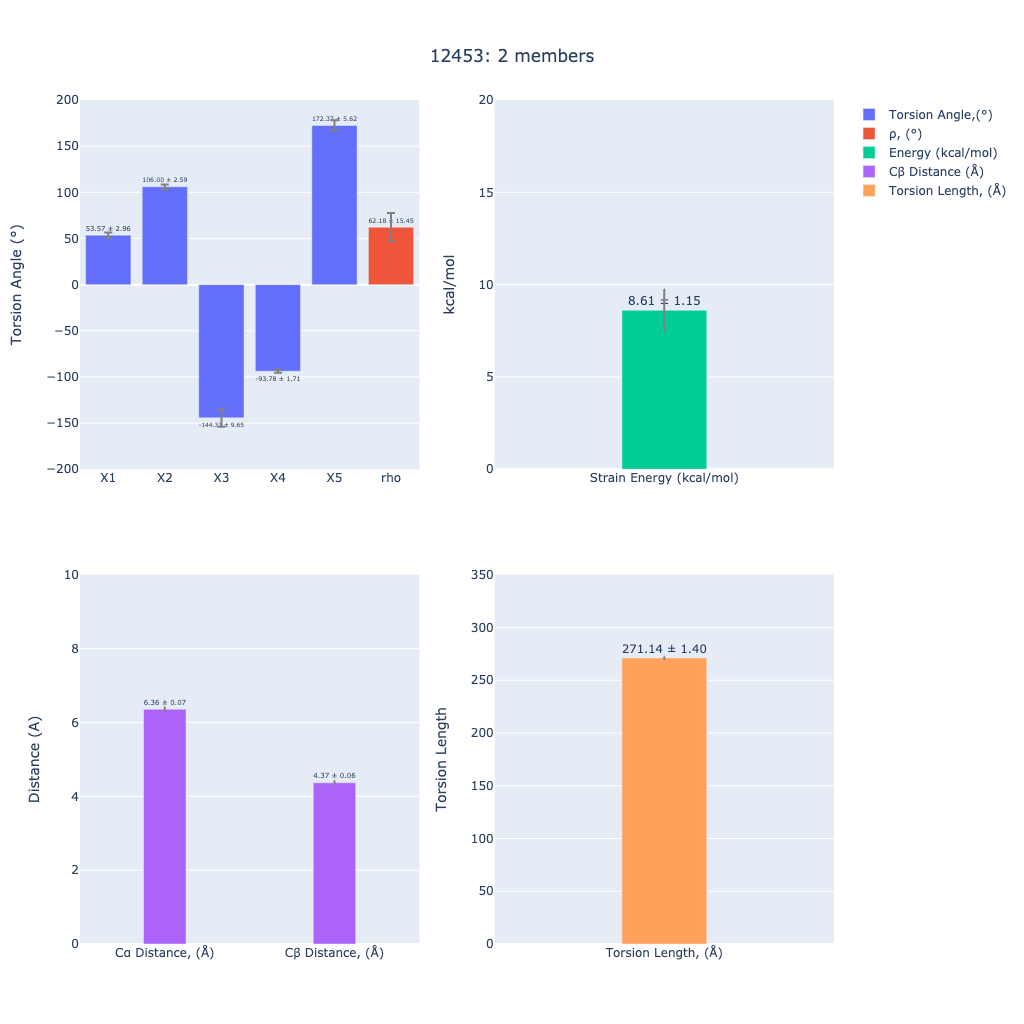 12453: 2 members
200
150
100
50
0
−50
−100
−150
−200
Torsion Angle (°)
53.57 ± 2.96
106.00 ± 2.59
-93.78 ± 1.71
172.37 ± 5.62
62.18 ± 15.45
X1 X2 X3 X4 X5 rho
20
15
10
5
0
kcal/mol
8.61 ± 1.15
Strain Energy (kcal/mol)
Torsion Angle,(°)
ρ, (°)
Energy (kcal/mol)
Cβ Distance (Å)
Torsion Length, (Å)
10
8
6
4
2
0
Distance (A)
6.36 ± 0.07
4.37 ± 0.06
Cα Distance, (Å) Cβ Distance, (Å)
350
300
250
200
150
100
50
0
Torsion Length
271.14 ± 1.40
Torsion Length, (Å)